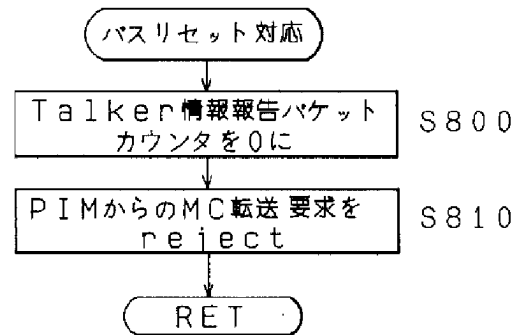 バスリセット対応
Talker情報報告パケット
カウンタを0に
S800
PIMからのMC転送要求を
reject
S810
RET